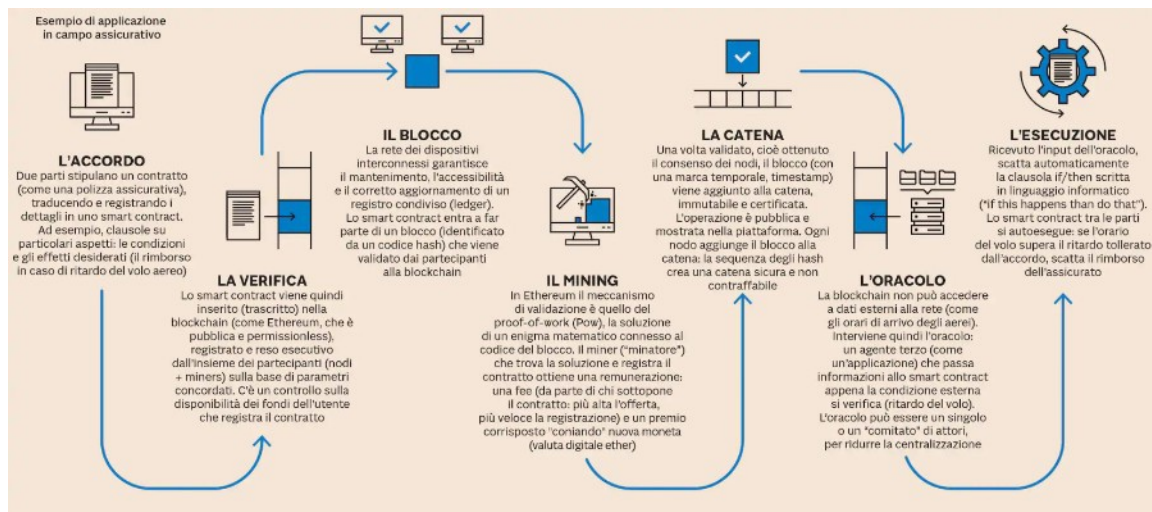 Esempio di applicazione
in campo assicurativo
L'ACCORDO
Due parti stipulano un contratto
(come una polizza assicurativa),
traducendo e registrando i
dettagli in uno smart contract.
Ad esempio, clausole su
particolari aspetti: le condizioni
e gli effetti desiderati (il rimborso
in caso di ritardo del volo aereo)
LA VERIFICA
Lo smart contract viene quindi
inserito (trascritto) nella
blockchain (come Ethereum, che è
pubblica e permissionless),
registrato e reso esecutivo
dall'insieme dei partecipanti (nodi
+ miners) sulla base di parametri
concordati. C'è un controllo sulla
disponibilità dei fondi dell'utente
che registra il contratto
IL BLOCCO
La rete dei dispositivi
interconnessi garantisce
il mantenimento, l'accessibilità
e il corretto aggiornamento di un
registro condiviso (ledger).
Lo smart contract entra a far
parte di un blocco (identificato
da un codice hash) che viene
validato dai partecipanti
alla blockchain
IL MINING
In Ethereum il meccanismo
di validazione è quello del
proof-of-work (Pow), la soluzione
di un enigma matematico connesso al
codice del blocco. Il miner ("minatore")
che trova la soluzione e registra il
contratto ottiene una remunerazione:
una fee (da parte di chi sottopone
il contratto: più alta l'offerta,
più veloce la registrazione) e un premio
corrisposto "coniando" nuova moneta
(valuta digitale ether)
LA CATENA
Una volta validato, cioè ottenuto
il consenso dei nodi, il blocco (con
una marca temporale, timestamp)
viene aggiunto alla catena,
immutabile e certificata.
L'operazione è pubblica e
mostrata nella piattaforma. Ogni
nodo aggiunge il blocco alla
catena: la sequenza degli hash
crea una catena sicura e non
contraffabile
L'ORACOLO
La blockchain non può accedere
a dati esterni alla rete (come
gli orari di arrivo degli aerei).
Interviene quindi l'oracolo:
un agente terzo (come
un'applicazione) che passa
informazioni allo smart contract
appena la condizione esterna
si verifica (ritardo del volo).
L'oracolo può essere un singolo
o un "comitato" di attori,
per ridurre la centralizzazione
L'ESECUZIONE
Ricevuto l'input dell'oracolo,
scatta automaticamente
la clausola if/then scritta
in linguaggio informatico
("if this happens than do that").
Lo smart contract tra le parti
si autoesegue: se l'orario
del volo supera il ritardo tollerato
dall'accordo, scatta il rimborso
dell'assicurato